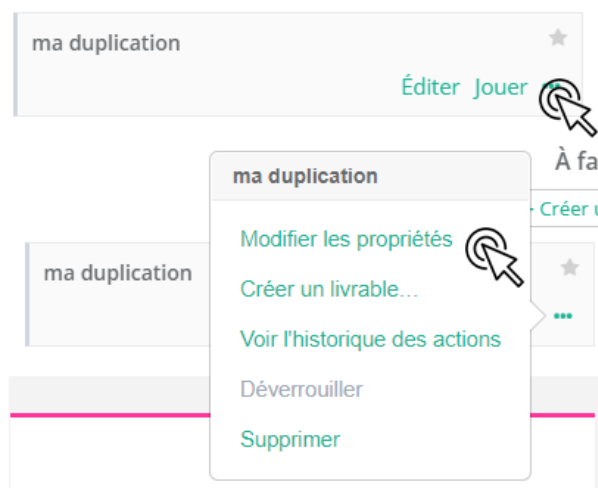 ma duplication
Éditer Jouer
À fa
ma duplication
Créer u
Modifier les propriétés
ma duplication
Créer un livrable...
Voir l'historique des actions
Déverrouiller
Supprimer